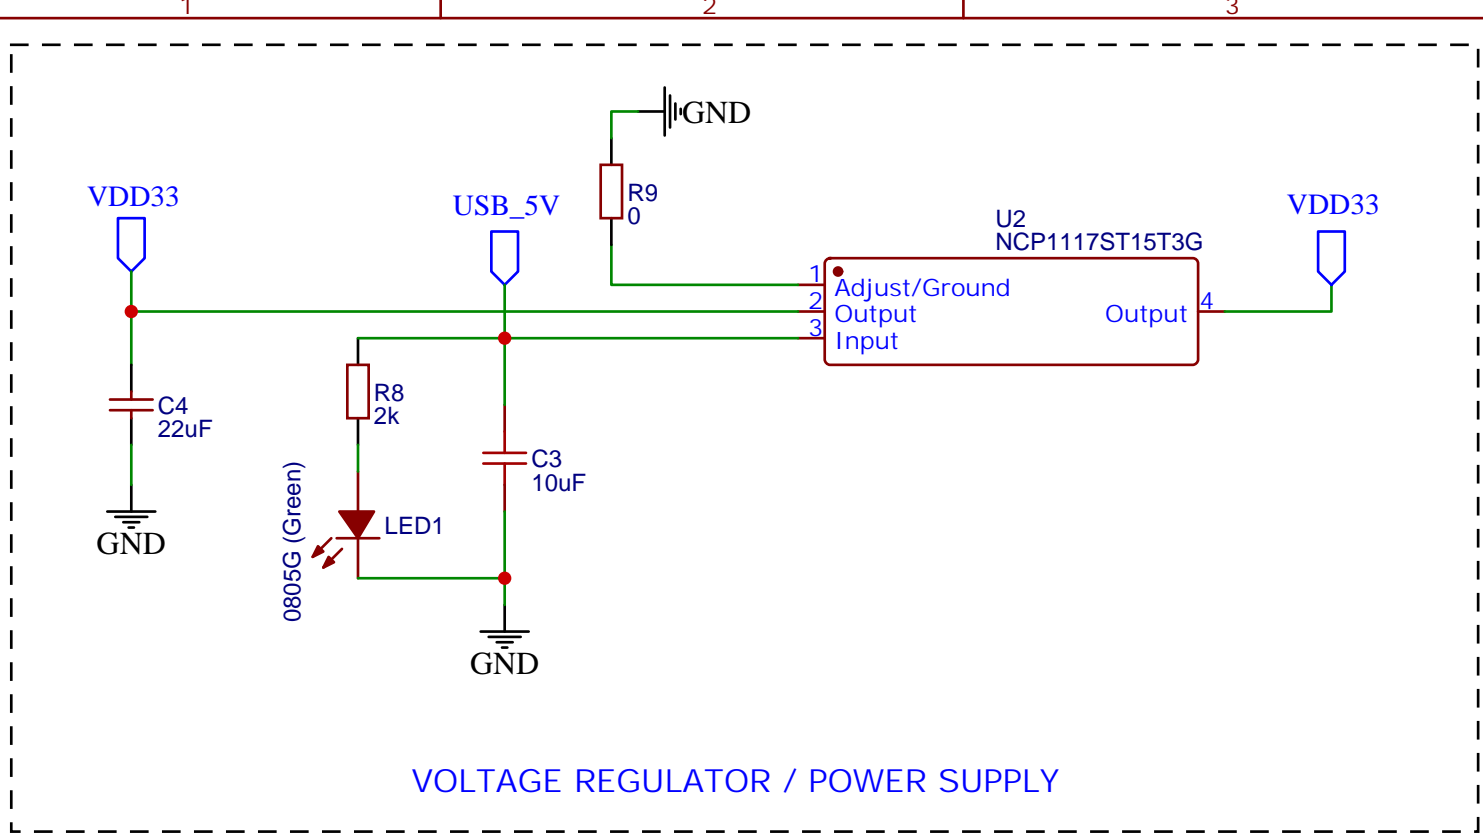 1
2
3
GND
VDD33
USB_5V
R9
0
U2
NCP1117ST15T3G
VDD33
1
Adjust/Ground
2
Output
3
Input
Output
4
R8
2k
C4
22uF
C3
10uF
0805G (Green)
LED1
GND
GND
VOLTAGE REGULATOR / POWER SUPPLY